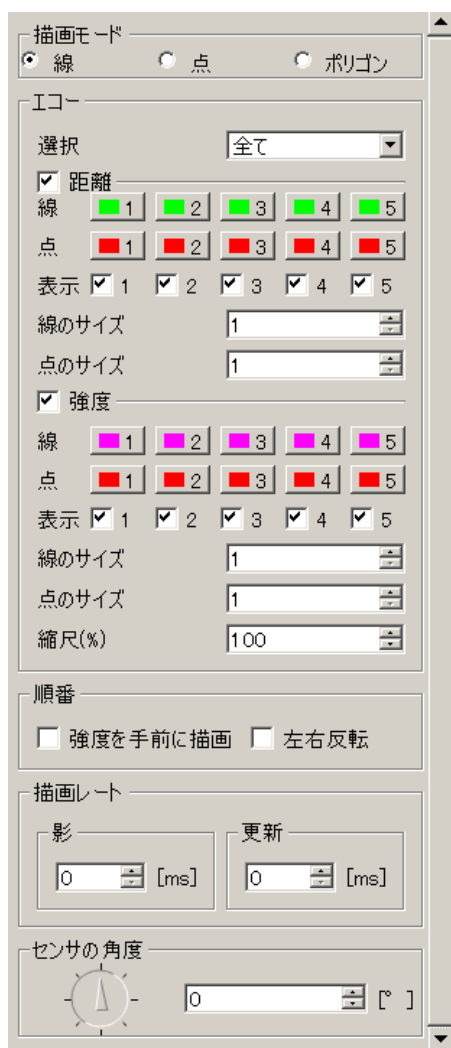 描画モード
線 点 ポリゴン
エコー
選択 全て
距離
線 1 2 3 4 5
点 1 2 3 4 5
表示 1 2 3 4 5
線のサイズ 1
点のサイズ 1
強度
線 1 2 3 4 5
点 1 2 3 4 5
表示 1 2 3 4 5
線のサイズ 1
点のサイズ 1
縮尺(%) 100
順番
強度を手前に描画 左右反転
描画レート
影 更新
0 [ms] 0 [ms]
センサの角度
0 [° ]